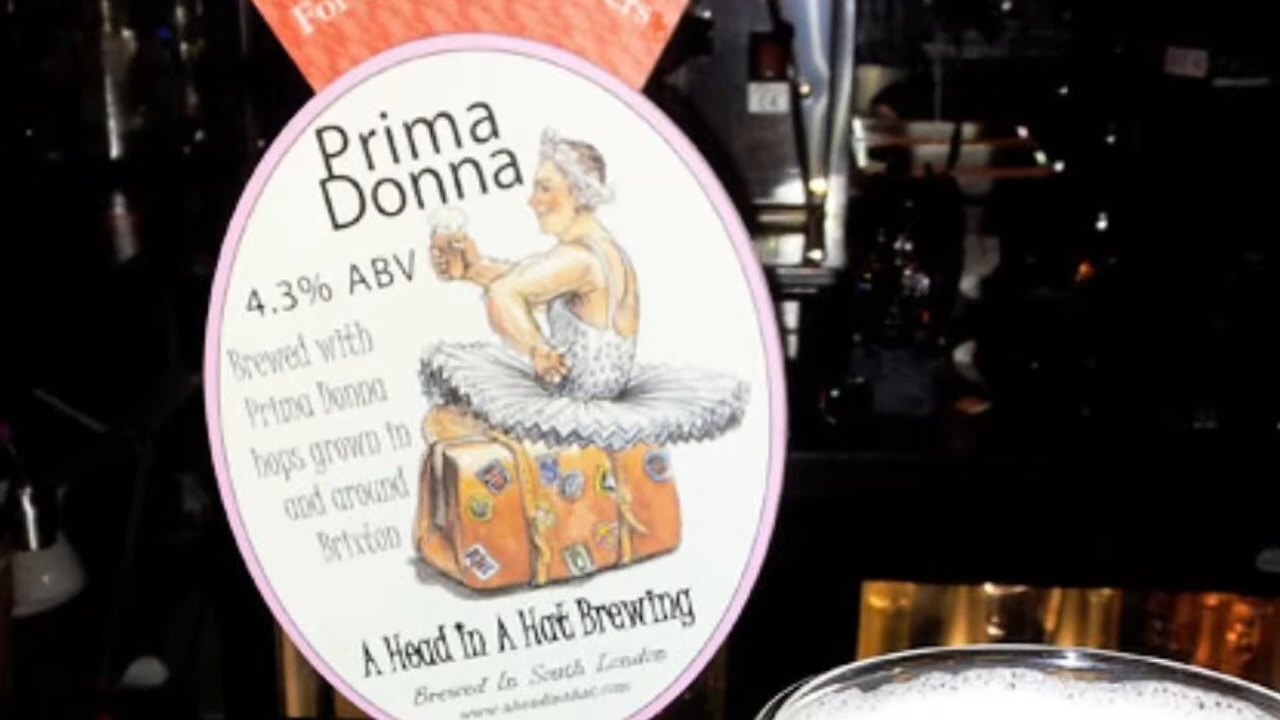 For
Prima
Donna
4.3% ABV
Brewed with
Prima Donna
hops grown in
and around
Brixton
A Head In A Hat Brewing
Brewed In South London
www.aheadinahat.com